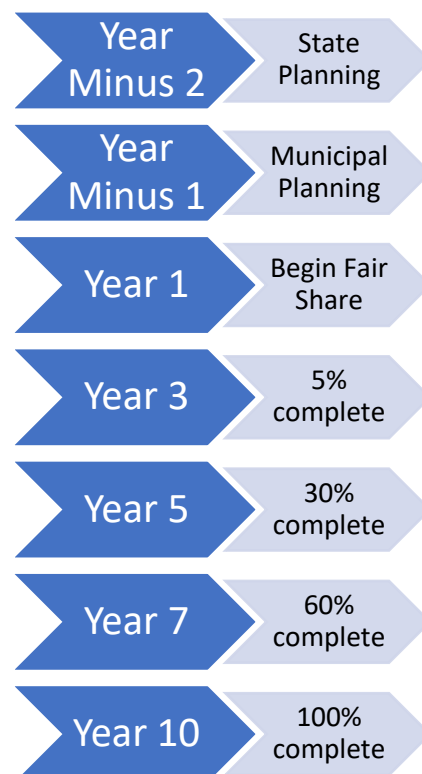 Year
Minus 2
State
Planning
Year
Minus 1
Municipal
Planning
Year 1
Begin Fair
Share
Year 3
5%
complete
Year 5
30%
complete
Year 7
60%
complete
Year 10
100%
complete